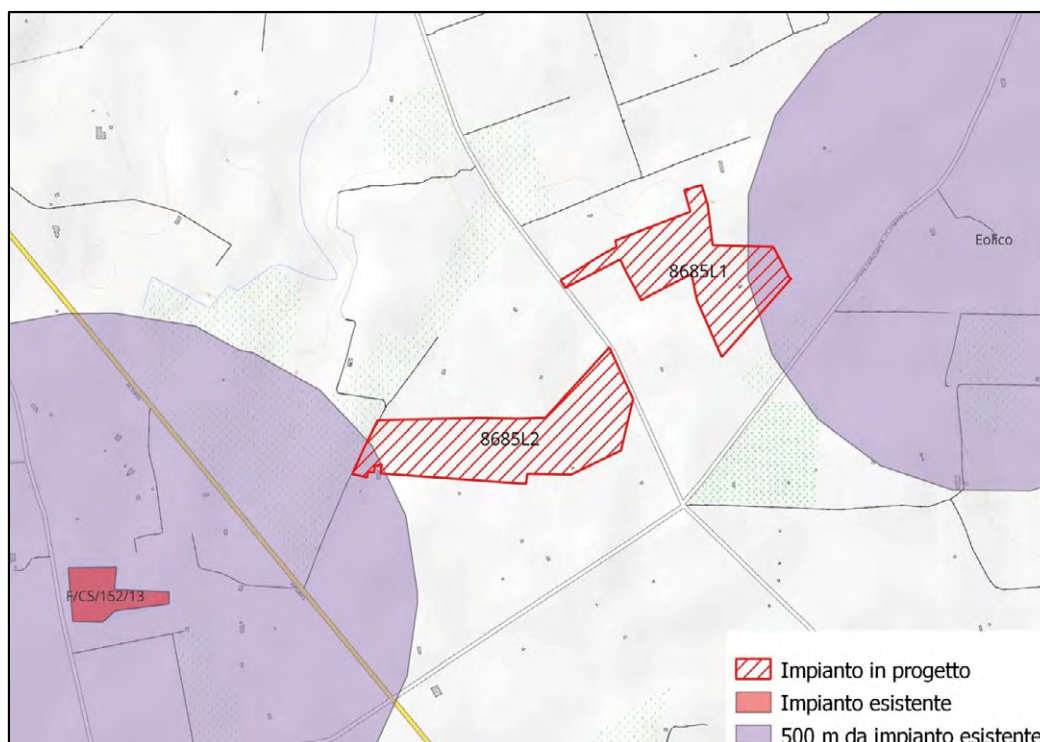 Eolico
8685L1
8685L2
F/CS/152/13
Impianto in progetto
Impianto esistente
500 m da impianto esistente